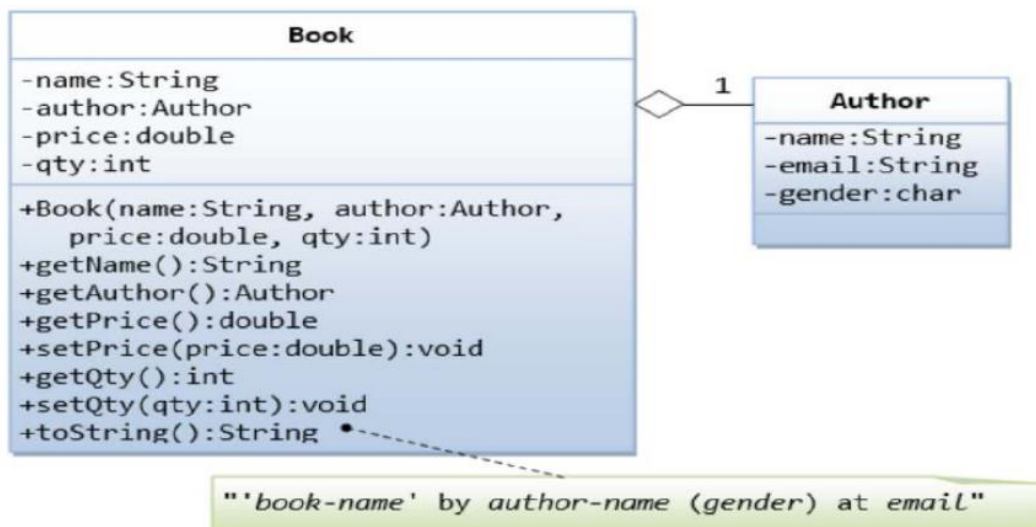 Book
-name:String
-author:Author
-price:double
-qty:int
+Book(name:String, author:Author,
price:double, qty:int)
+getName():String
+getAuthor():Author
+getPrice():double
+setPrice(price:double):void
+getQty():int
+setQty(qty:int):void
+toString():String
1
Author
-name:String
-email:String
-gender:char
"'book-name' by author-name (gender) at email"